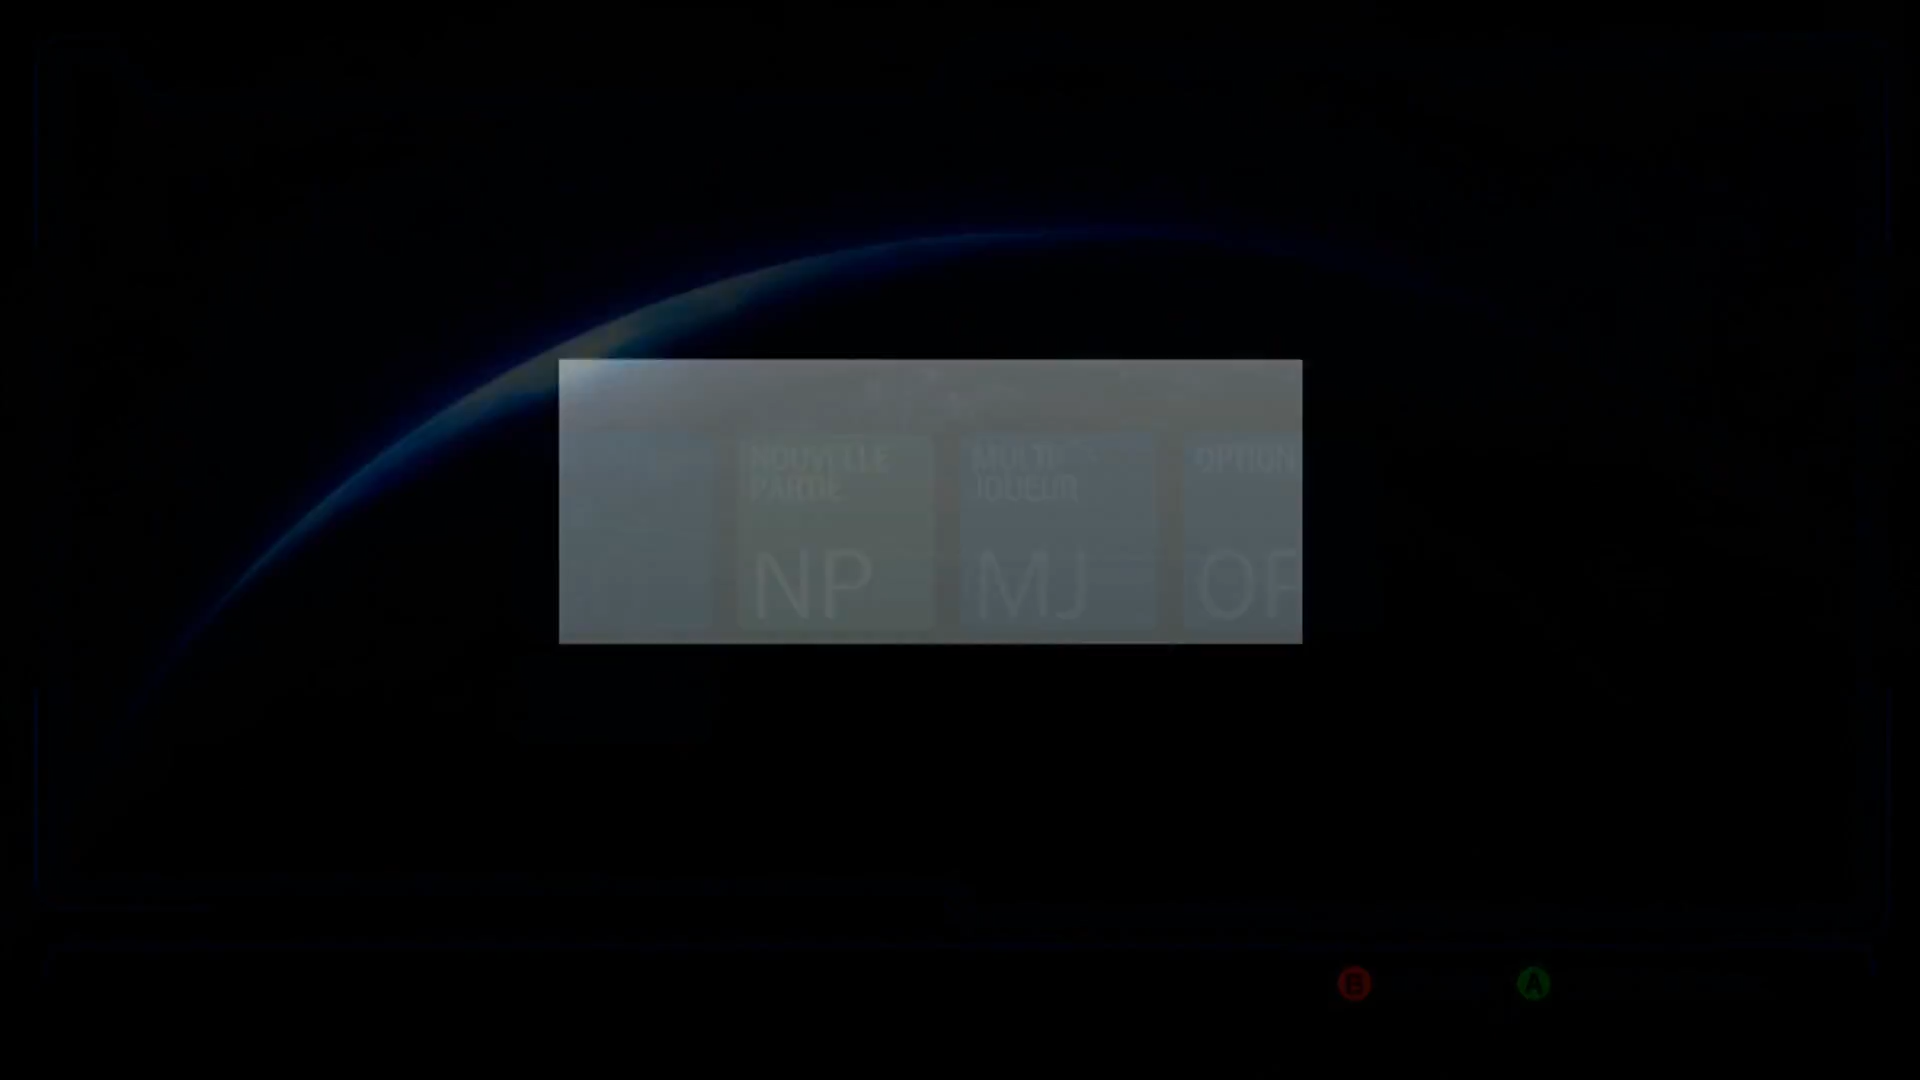 NOUVELLE
PARTIE
MULTI
JOUEUR
OPTION
NP
MJ
OP
B
A